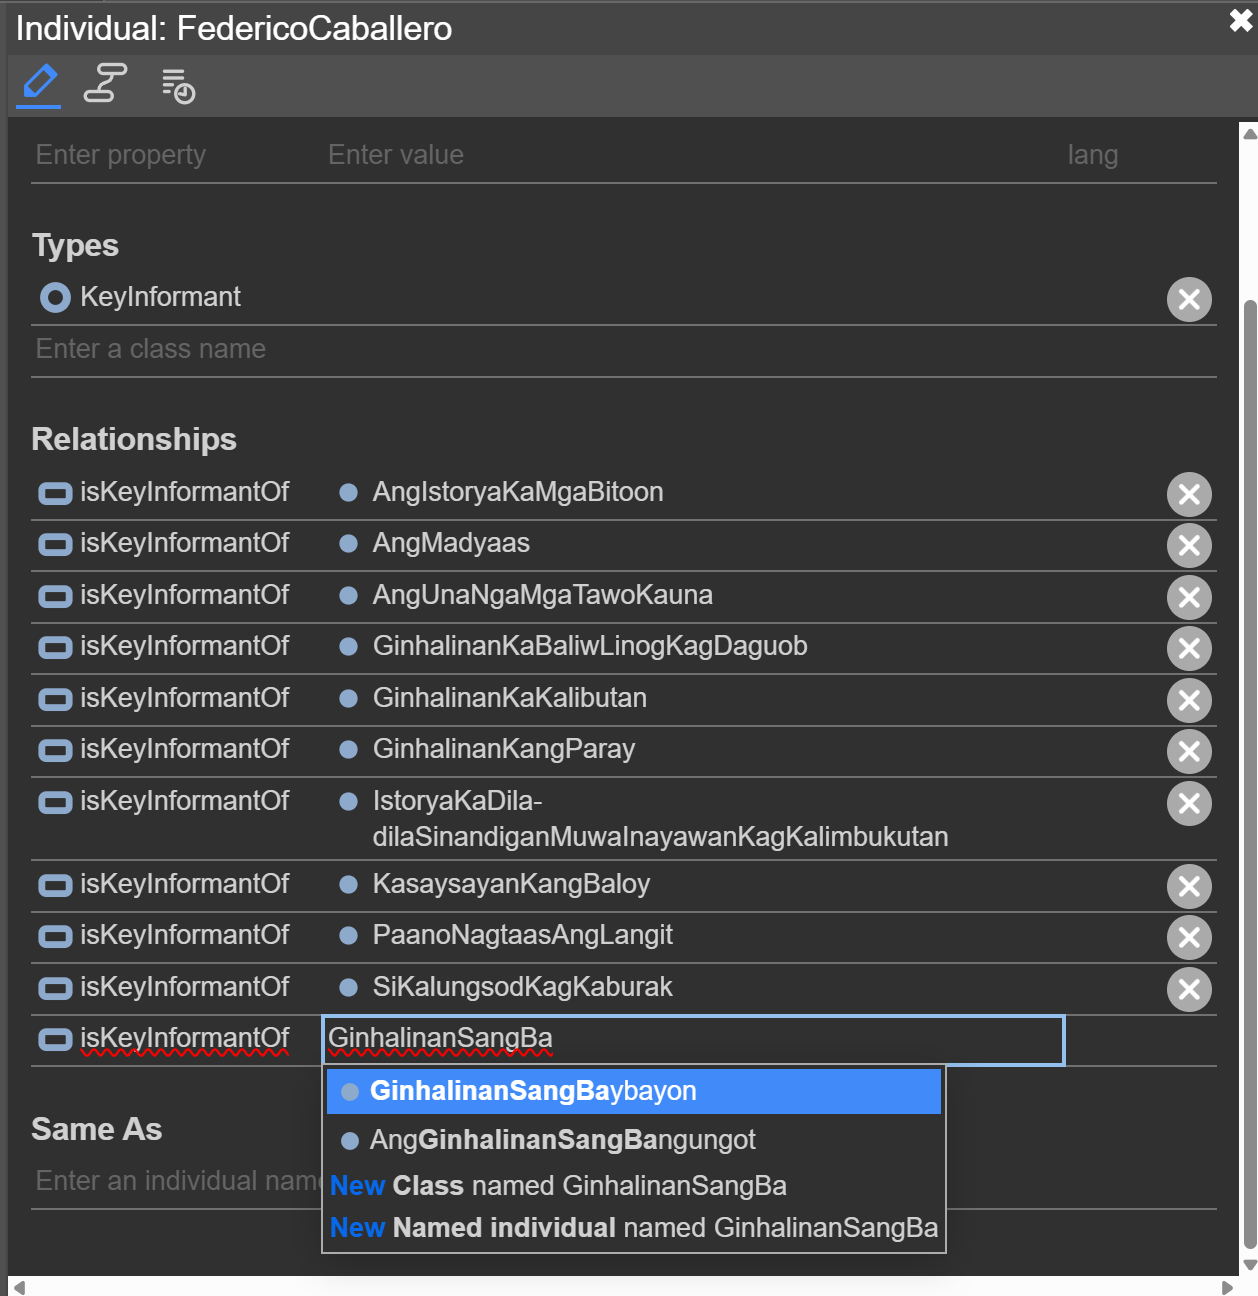 Individual: FedericoCaballero
Enter property Enter value lang
Types
KeyInformant
Enter a class name
Relationships
isKeyInformantOf AngIstoryaKaMgaBitoon
isKeyInformantOf AngMadyaas
isKeyInformantOf AngUnaNgaMgaTawoKauna
isKeyInformantOf GinhalinanKaBaliwLinogKagDaguob
isKeyInformantOf GinhalinanKaKalibutan
isKeyInformantOf GinhalinanKangParay
isKeyInformantOf IstoryaKaDila-
dilaSinandiganMuwaInayawanKagKalimbukutan
isKeyInformantOf KasaysayanKangBaloy
isKeyInformantOf PaanoNagtaasAngLangit
isKeyInformantOf SiKalungsodKagKaburak
isKeyInformantOf GinhalinanSangBa
GinhalinanSangBaybayon
Same As
AngGinhalinanSangBangungot
Enter an individual name
New Class named GinhalinanSangBa
New Named individual named GinhalinanSangBa